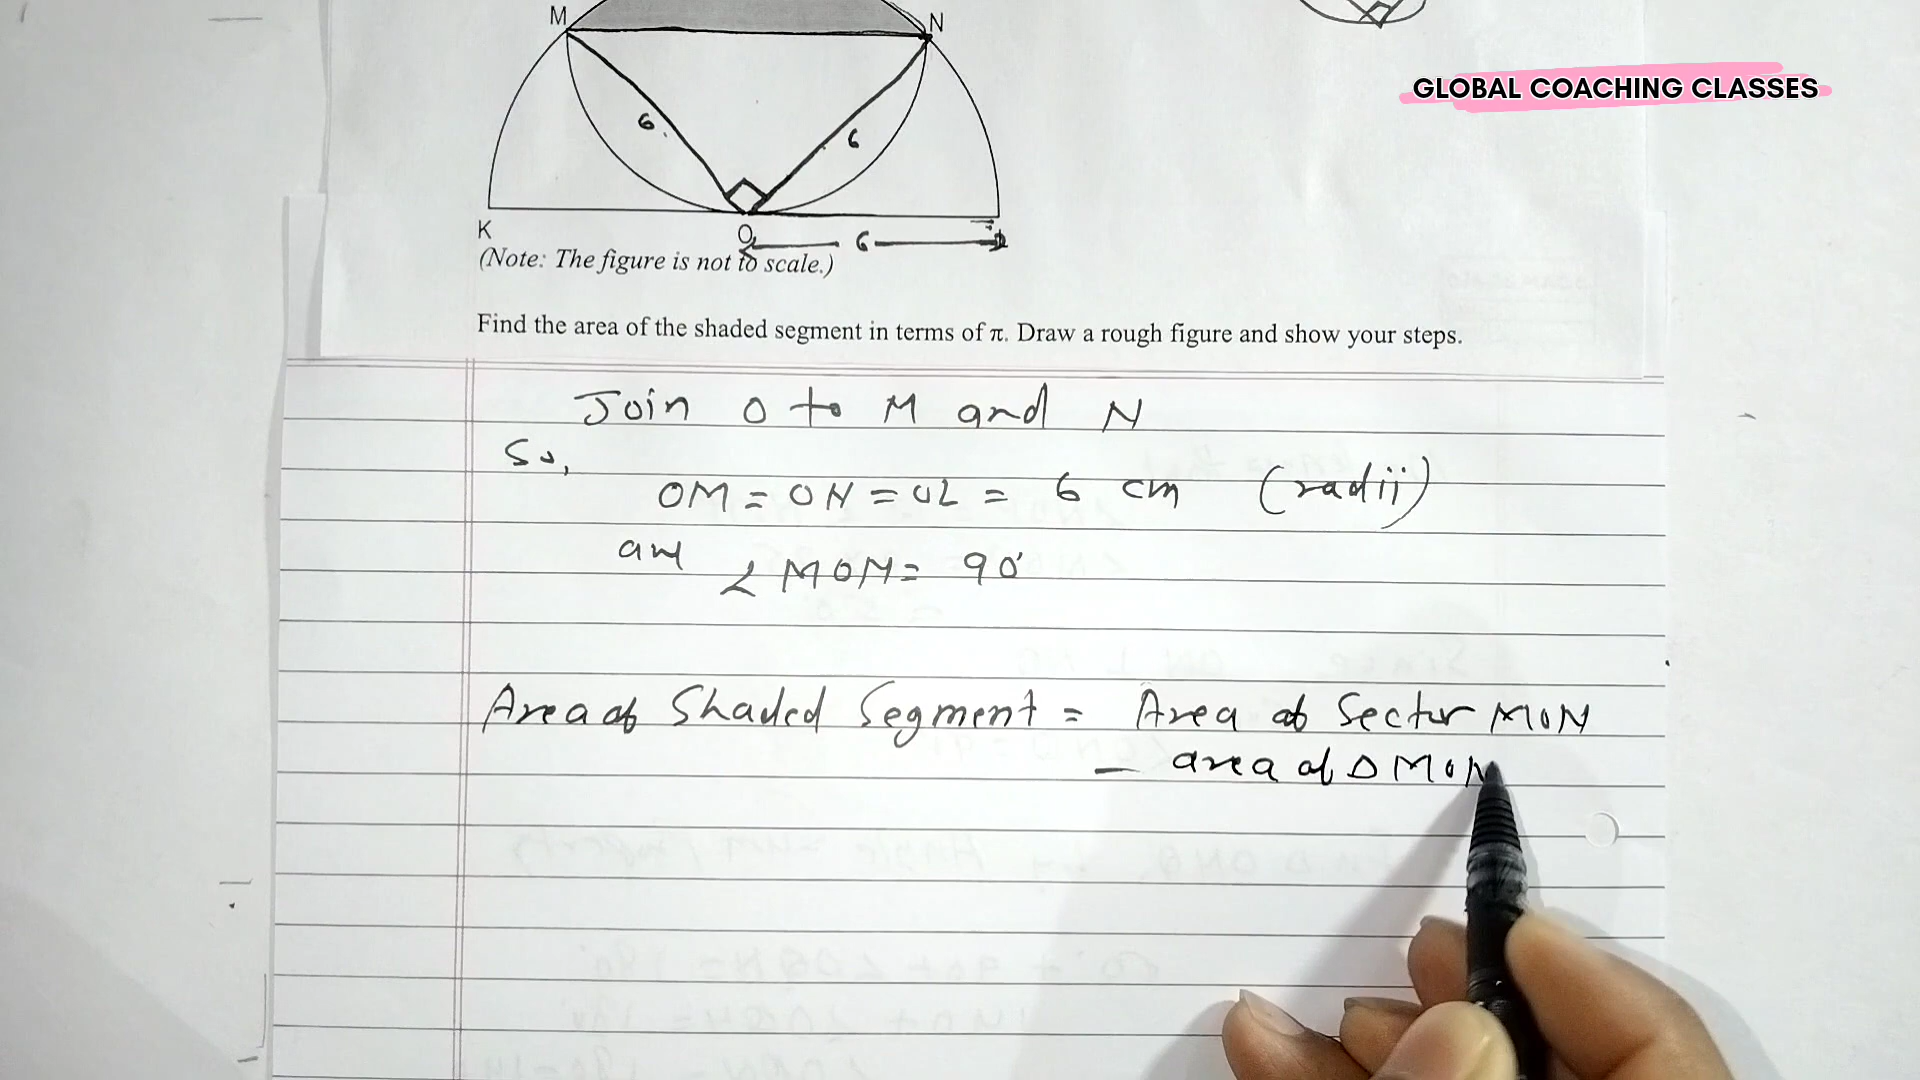 M
N
GLOBAL COACHING CLASSES
6
6
K
O
6
(Note: The figure is not to scale.)
Find the area of the shaded segment in terms of π. Draw a rough figure and show your steps.
Join O to M and N
So,
OM = ON = OL = 6 cm (radii)
and
∠MON = 90°
Area of Shaded Segment = Area of Sector MON
– area of Δ MON